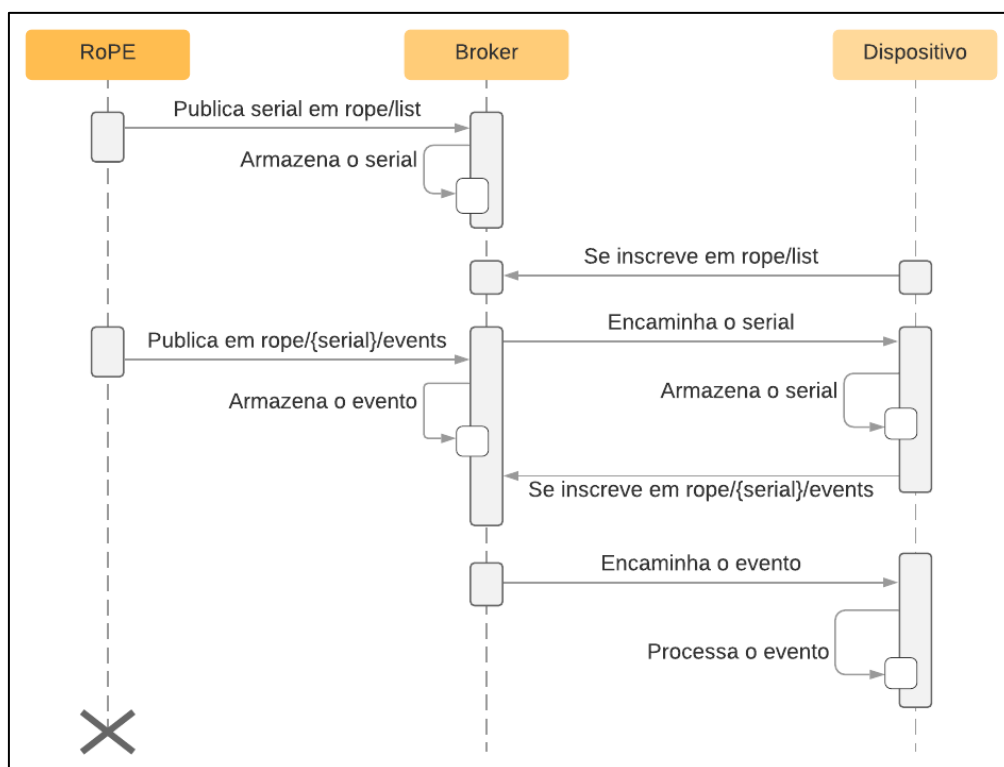 RoPE
Broker
Dispositivo
Publica serial em rope/list
Armazena o serial
Se inscreve em rope/list
Encaminha o serial
Publica em rope/{serial}/events
Armazena o serial
Armazena o evento
Se inscreve em rope/{serial}/events
Encaminha o evento
Processa o evento